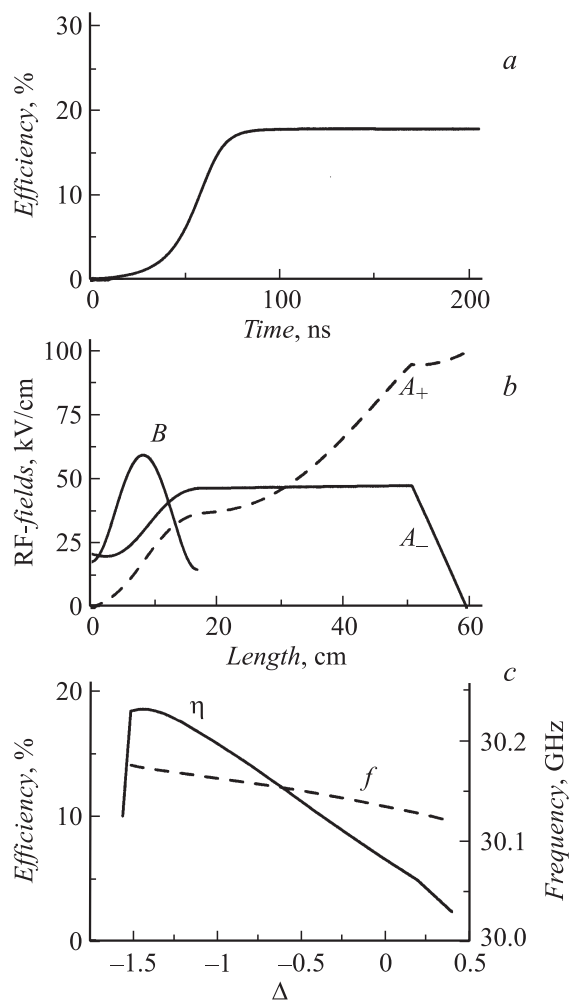 30
a
Efficiency, %
20
10
0
0
100
200
Time, ns
100
b
A+
RF-fields, kV/cm
75
B
50
25
A−
0
0
20
40
60
Length, cm
c
20
η
30.2
Efficiency, %
f
Frequency, GHz
10
30.1
0
30.0
−1.5
−1
−0.5
0
0.5
Δ